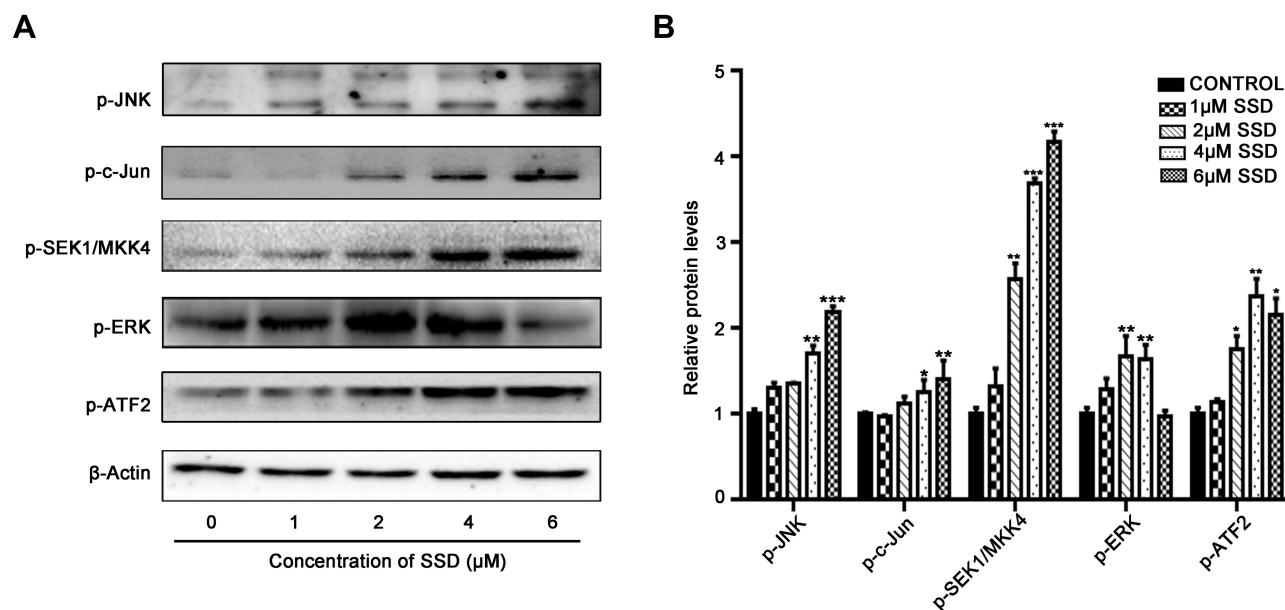 A
p-JNK
p-c-Jun
p-SEK1/MKK4
p-ERK
p-ATF2
β-Actin
0 1 2 4 6
Concentration of SSD (μM)
B
Relative protein levels
5
4
3
2
1
0
CONTROL
1μM SSD
2μM SSD
4μM SSD
6μM SSD
** ***
* **
** *** ***
** **
* ** *
p-JNK
p-c-Jun
p-SEK1/MKK4
p-ERK
p-ATF2